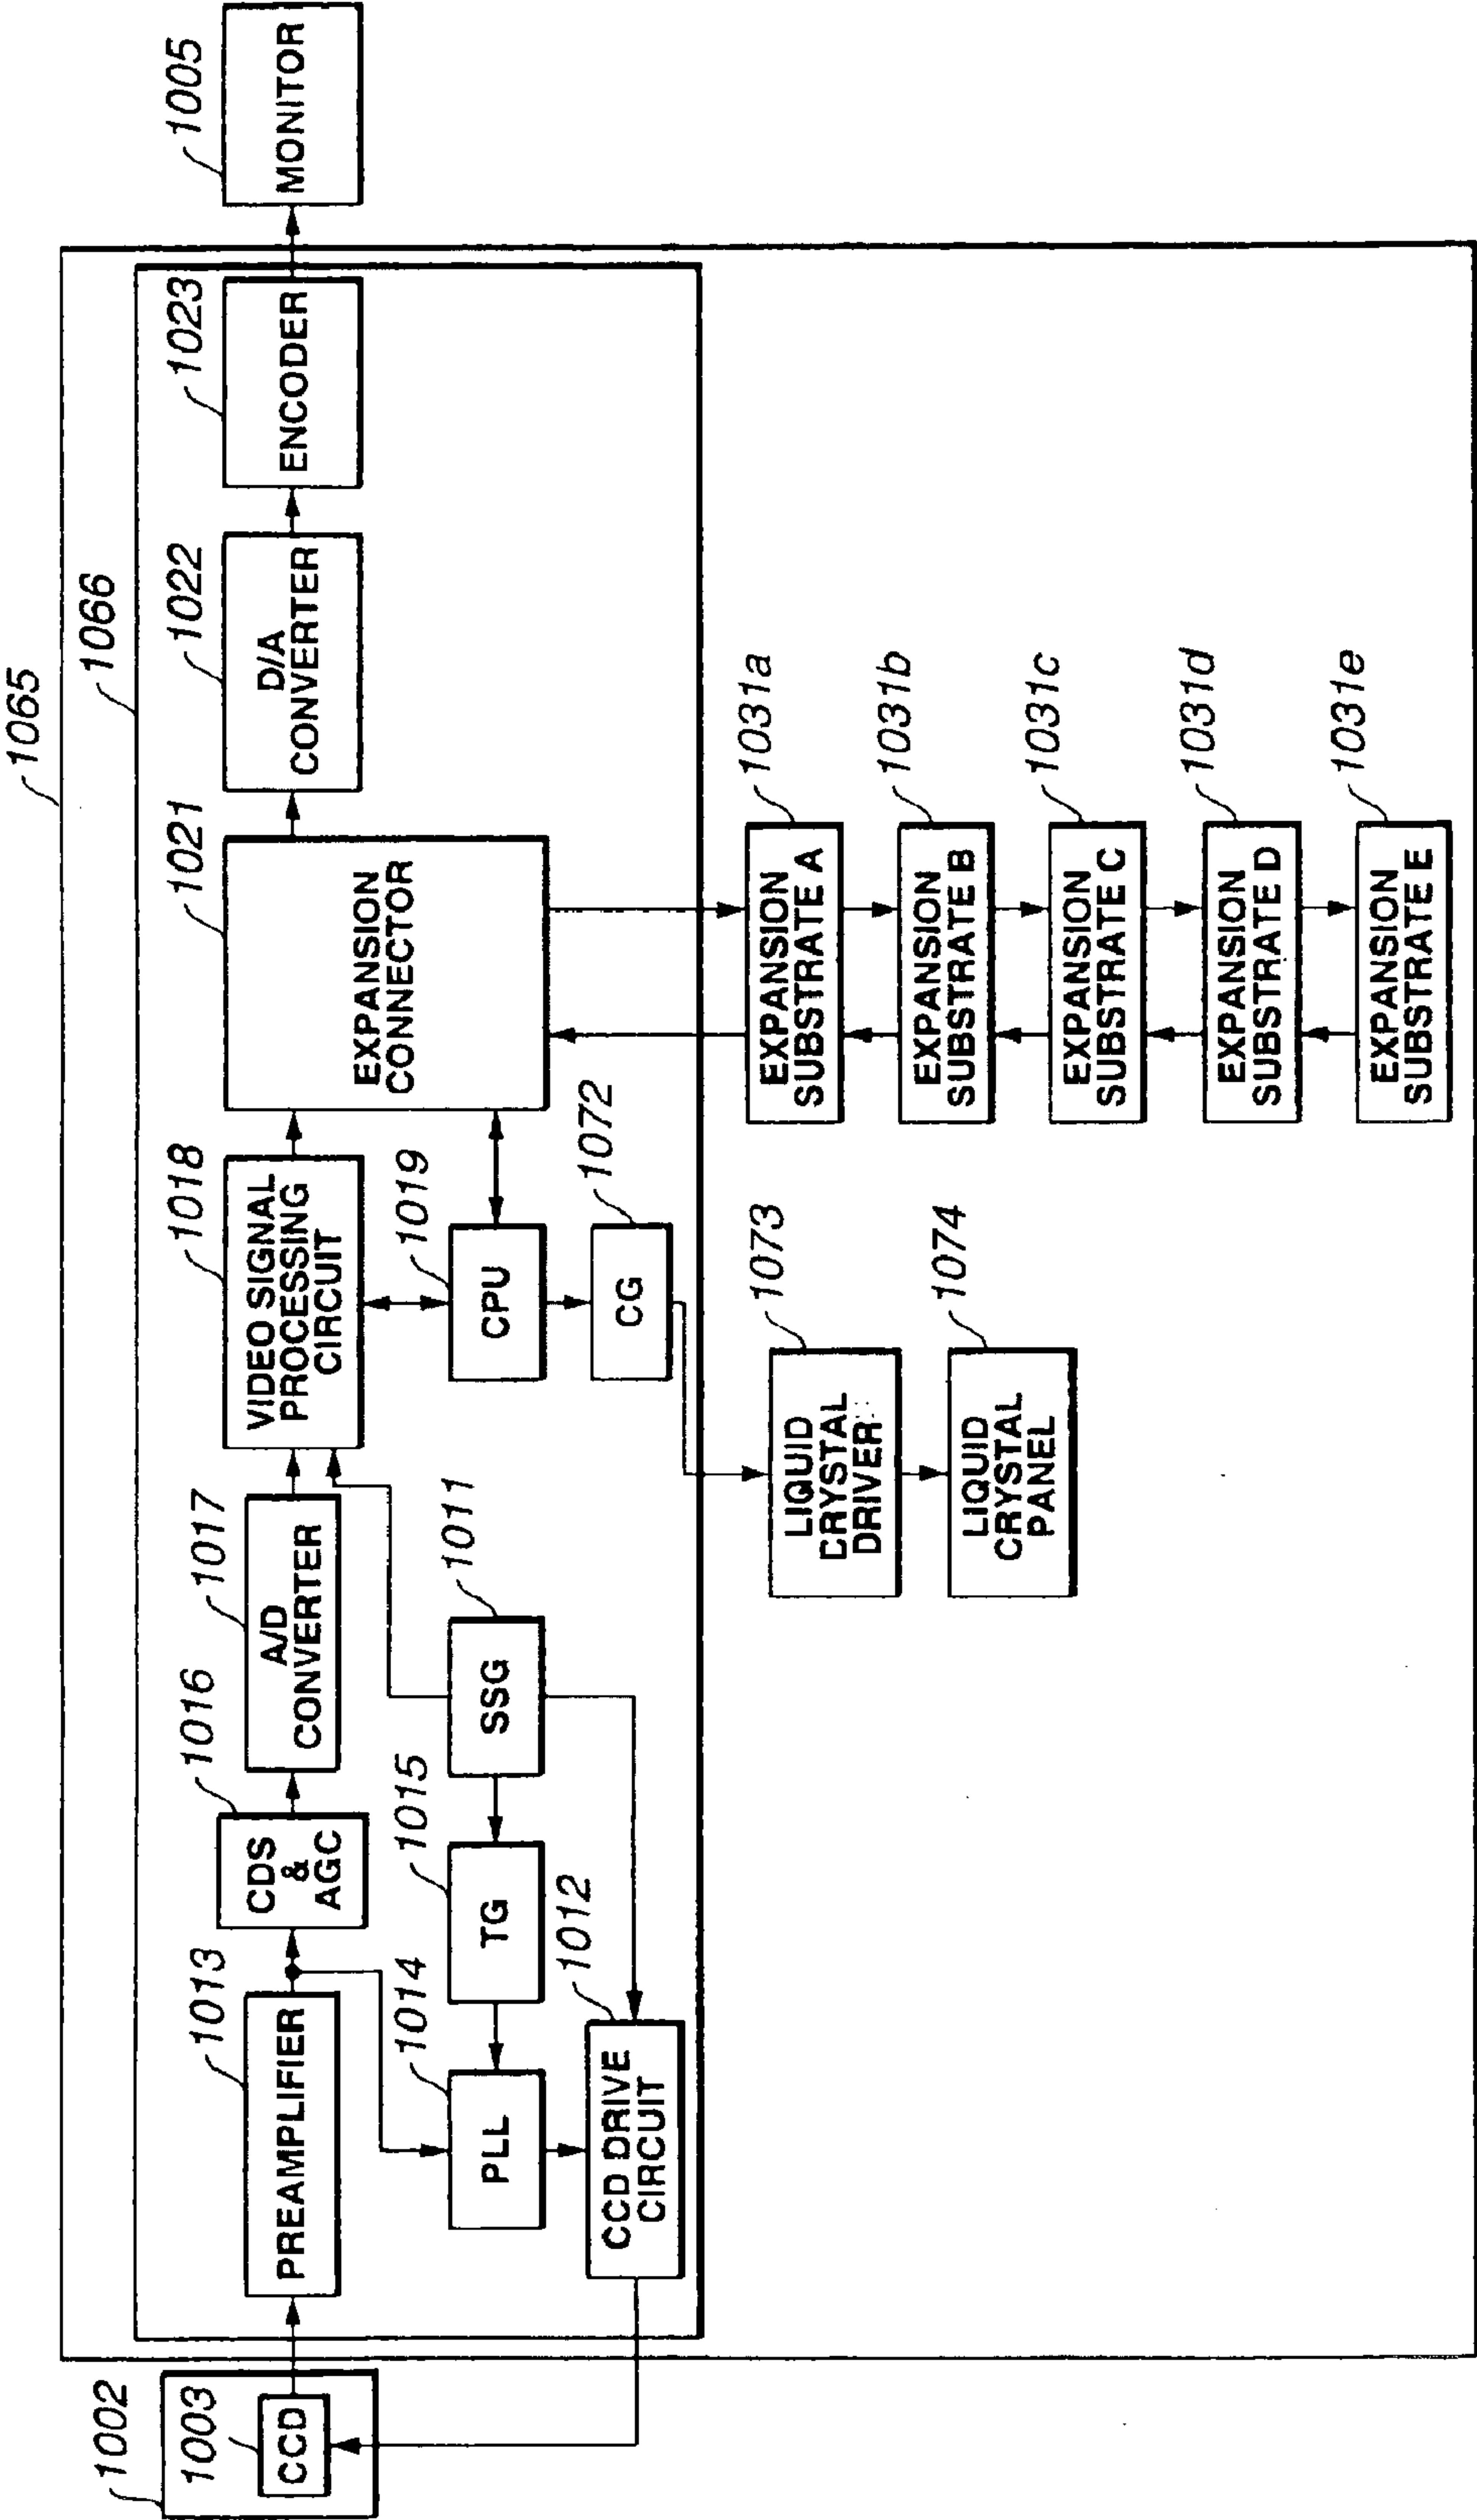 1065
1066
1002
1003
CCD
1013
PREAMPLIFIER
1016
CDS
&
AGC
1017
A/D
CONVERTER
1018
VIDEO SIGNAL
PROCESSING
CIRCUIT
1021
EXPANSION
CONNECTOR
1022
D/A
CONVERTER
1023
ENCODER
1005
MONITOR
1014
PLL
1015
TG
1011
SSG
1019
CPU
1012
CCD DRIVE
CIRCUIT
1072
CG
1073
LIQUID
CRYSTAL
DRIVER
1074
LIQUID
CRYSTAL
PANEL
1031a
EXPANSION
SUBSTRATE A
1031b
EXPANSION
SUBSTRATE B
1031c
EXPANSION
SUBSTRATE C
1031d
EXPANSION
SUBSTRATE D
1031e
EXPANSION
SUBSTRATE E